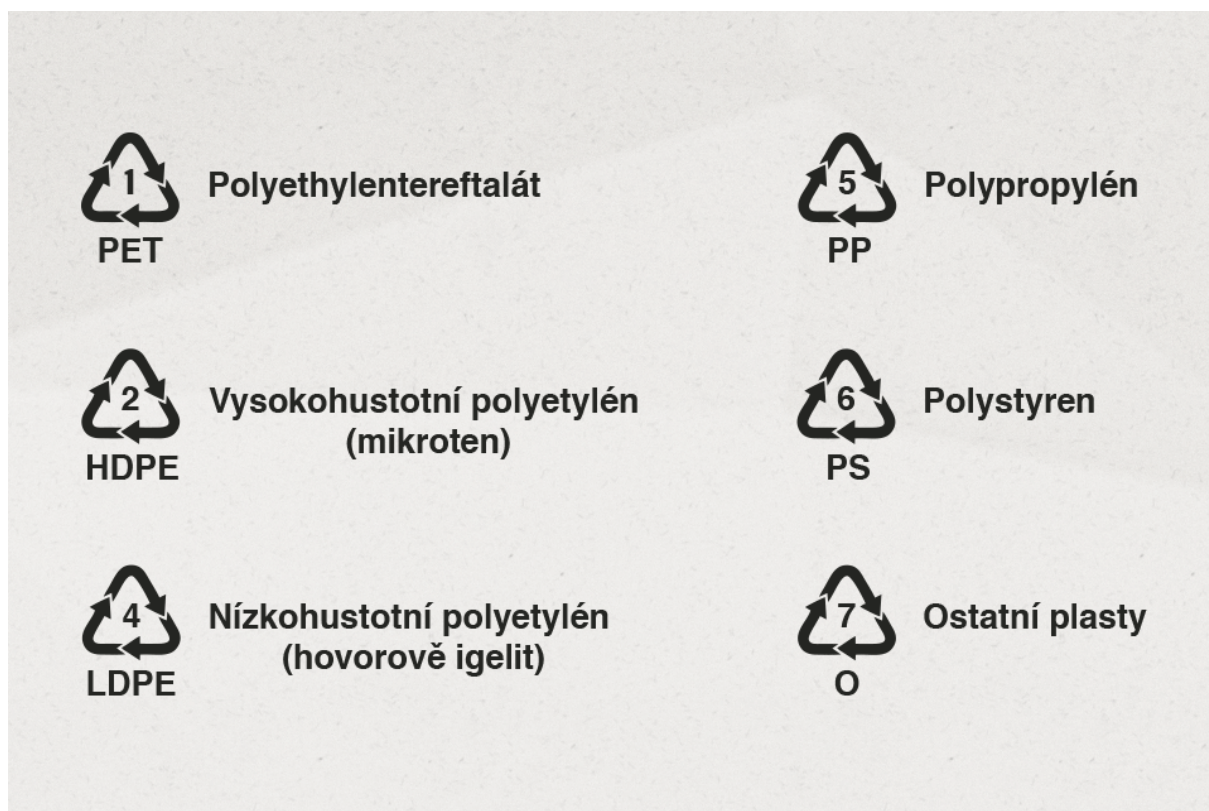 1
PET
Polyethylentereftalát
2
HDPE
Vysokohustotní polyetylén
(mikroten)
4
LDPE
Nízkohustotní polyetylén
(hovorově igelit)
5
PP
Polypropylén
6
PS
Polystyren
7
O
Ostatní plasty